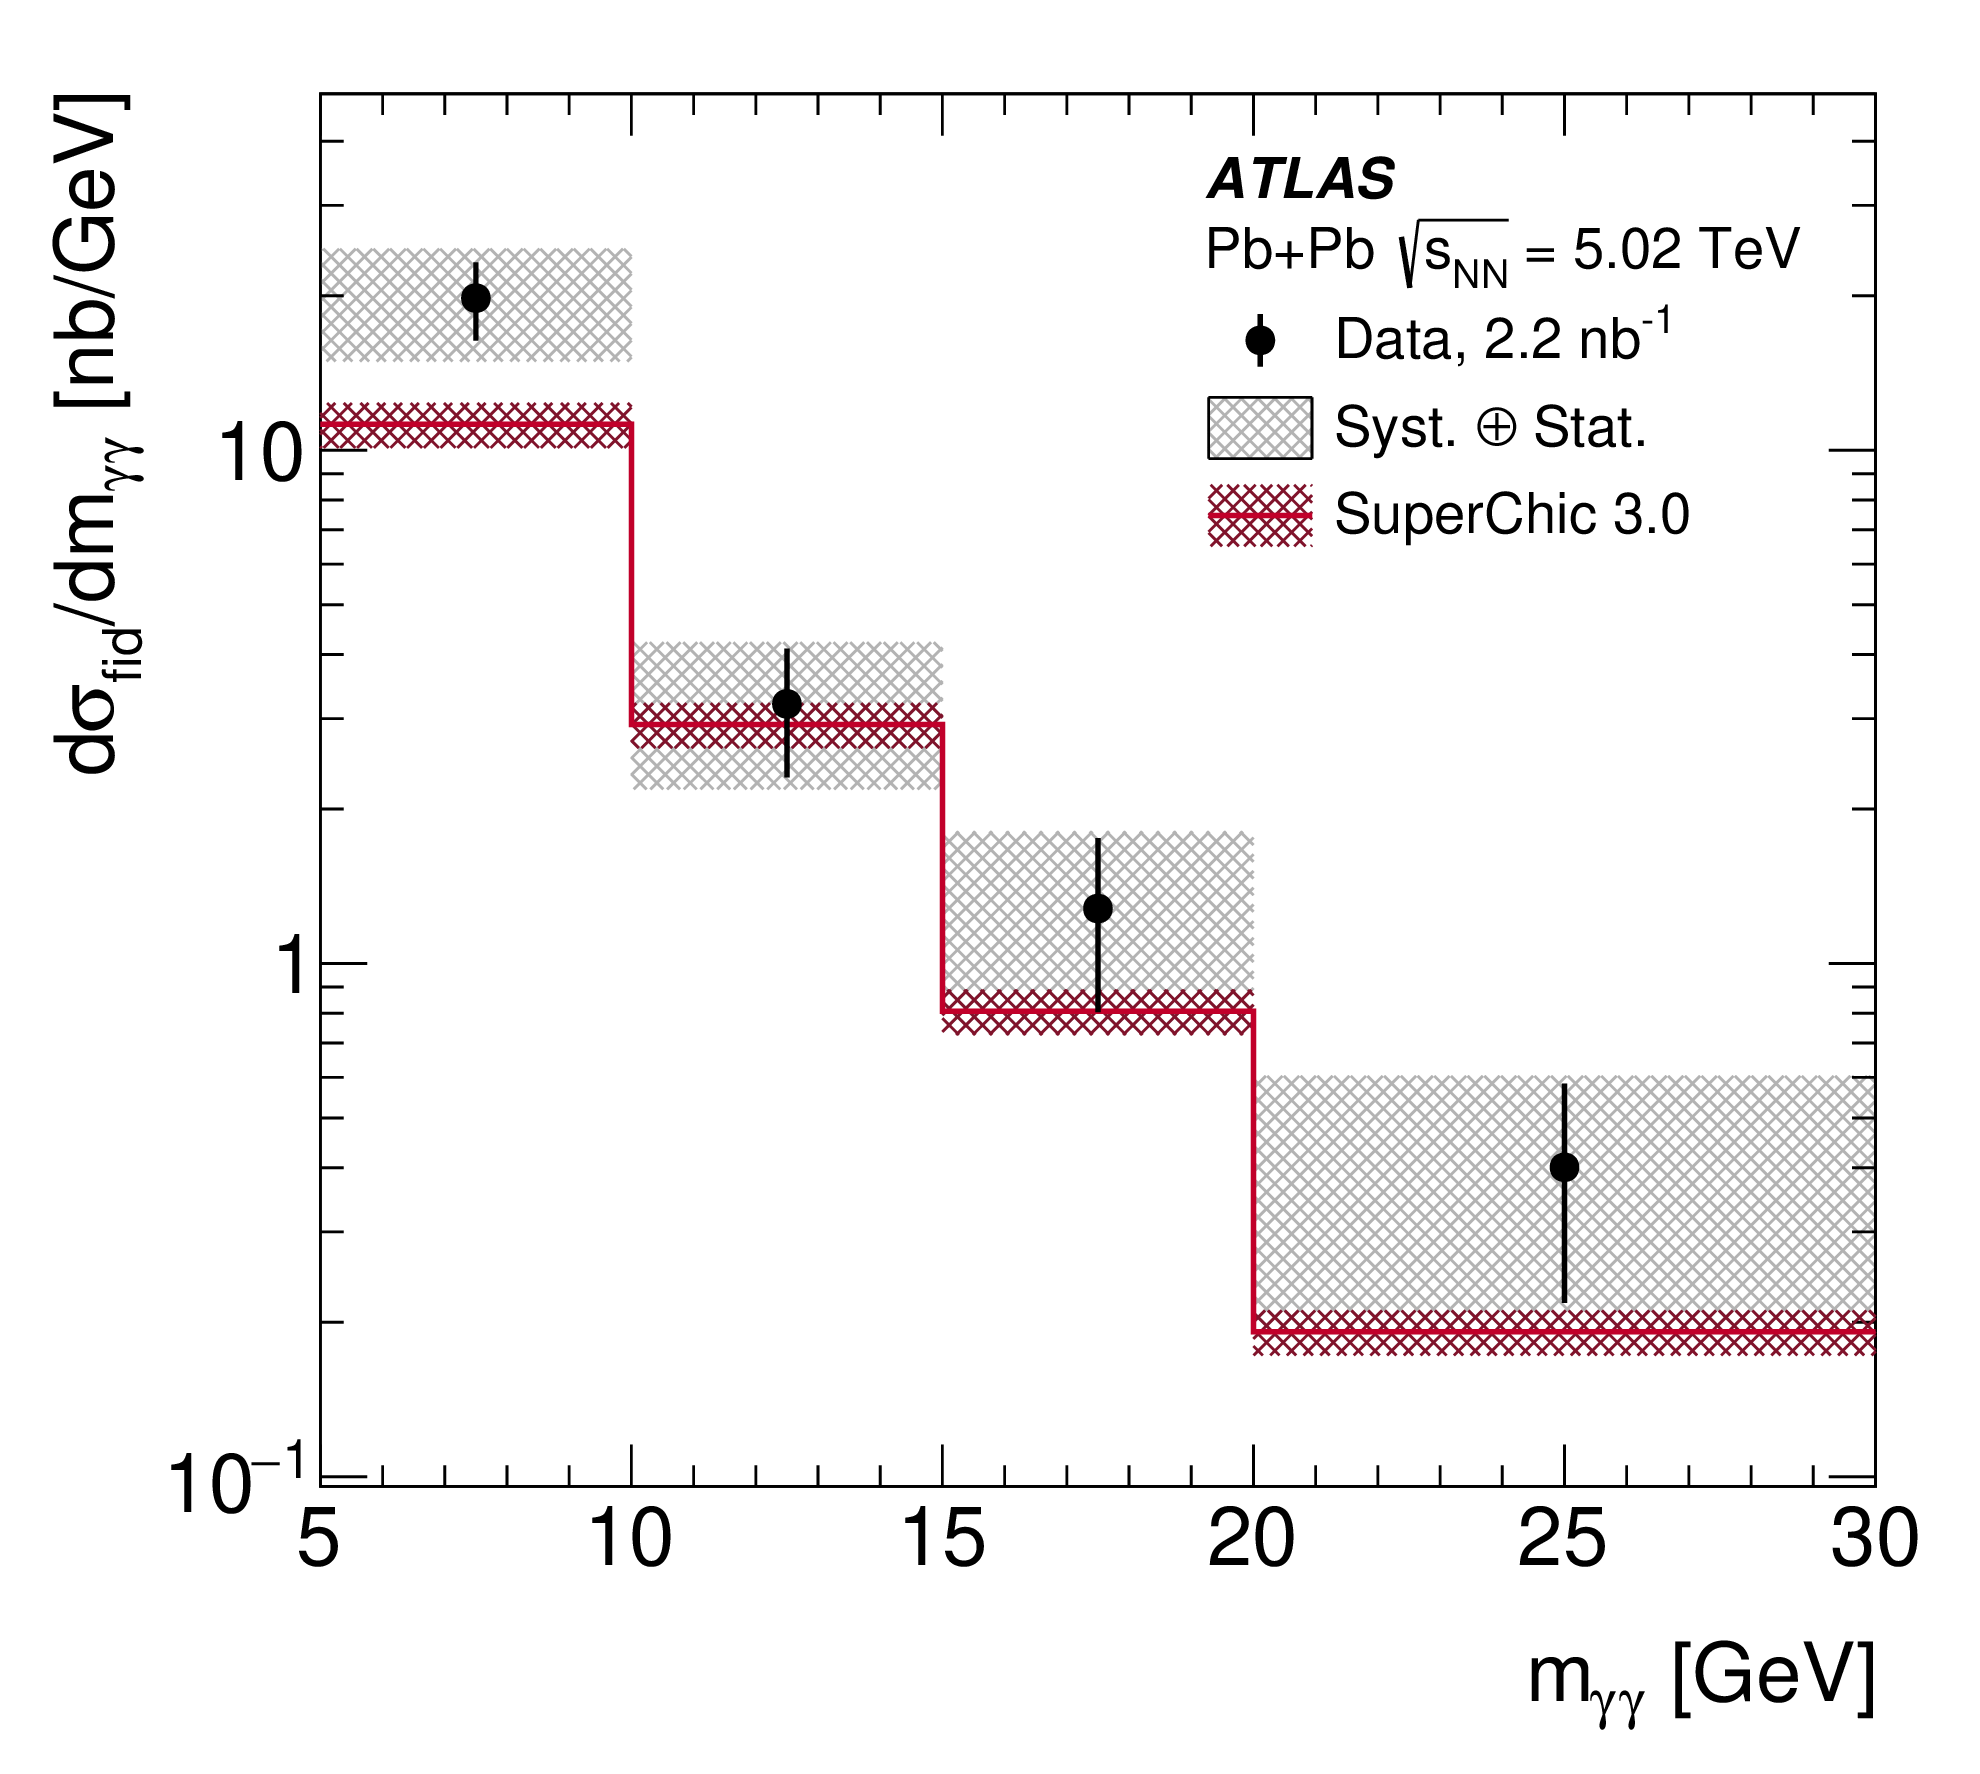 dσfid/dmγγ [nb/GeV]
ATLAS
Pb+Pb √sNN = 5.02 TeV
Data, 2.2 nb⁻¹
Syst. ⊕ Stat.
SuperChic 3.0
10
1
10⁻¹
5 10 15 20 25 30
mγγ [GeV]